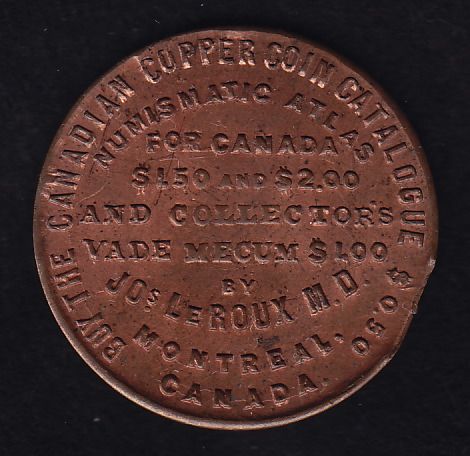 BUY THE CANADIAN COPPER COIN CATALOGUE $0.50
NUMISMATIC ATLAS
FOR CANADA
$1.50 AND $2.00
AND COLLECTORS
VADE MECUM $1.00
BY
JOS LEROUX M.D.
MONTREAL,
CANADA.